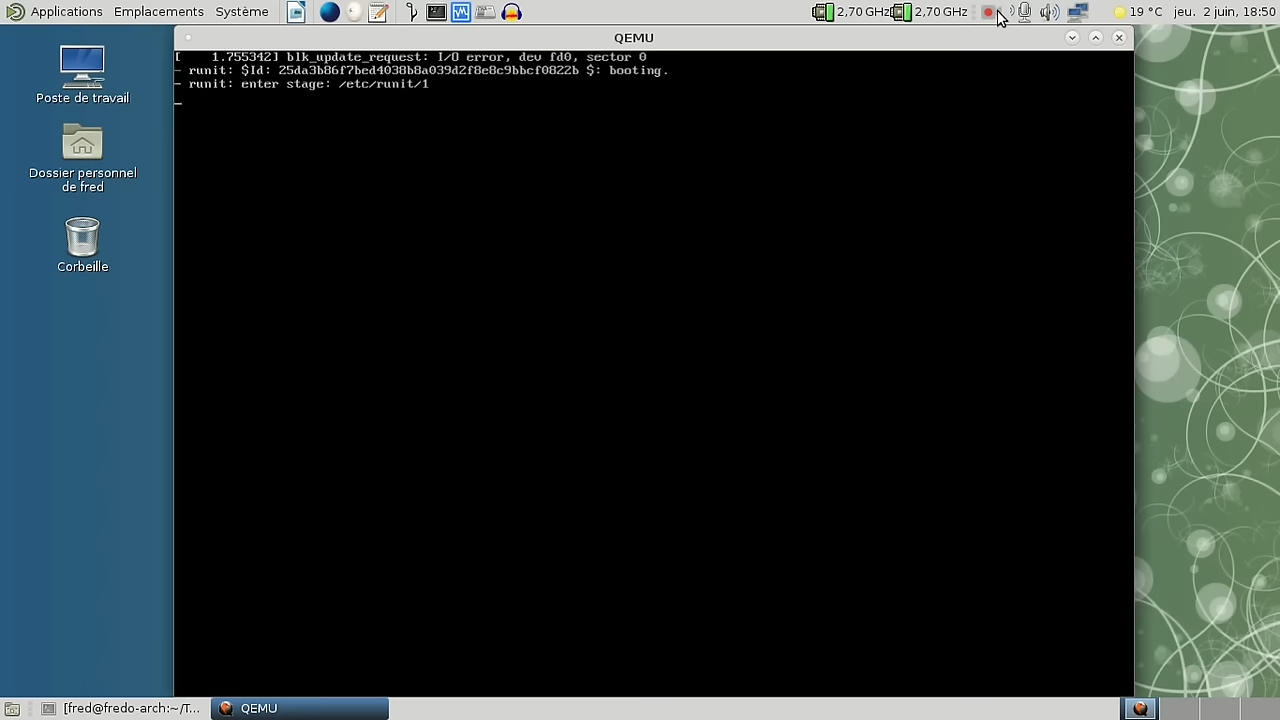 Applications Emplacements Système 2,70 GHz 2,70 GHz 19 °C jeu. 2 juin, 18:50
QEMU
[    1.755342] blk_update_request: I/O error, dev fd0, sector 0
- runit: $Id: 25da3b86f7bed4038b8a039d2f8e8c9bbcf0822b $: booting.
- runit: enter stage: /etc/runit/1
Poste de travail
Dossier personnel
de fred
Corbeille
[fred@fredo-arch:~/T... QEMU